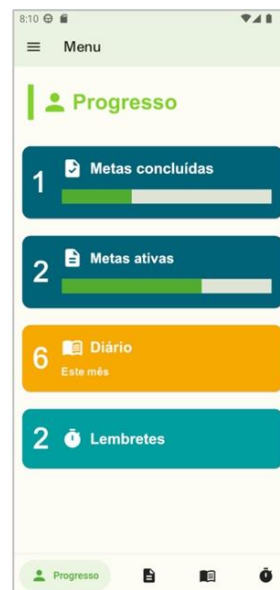 8:10
Menu
Progresso
1
Metas concluídas
2
Metas ativas
6
Diário
Este mês
2
Lembretes
Progresso